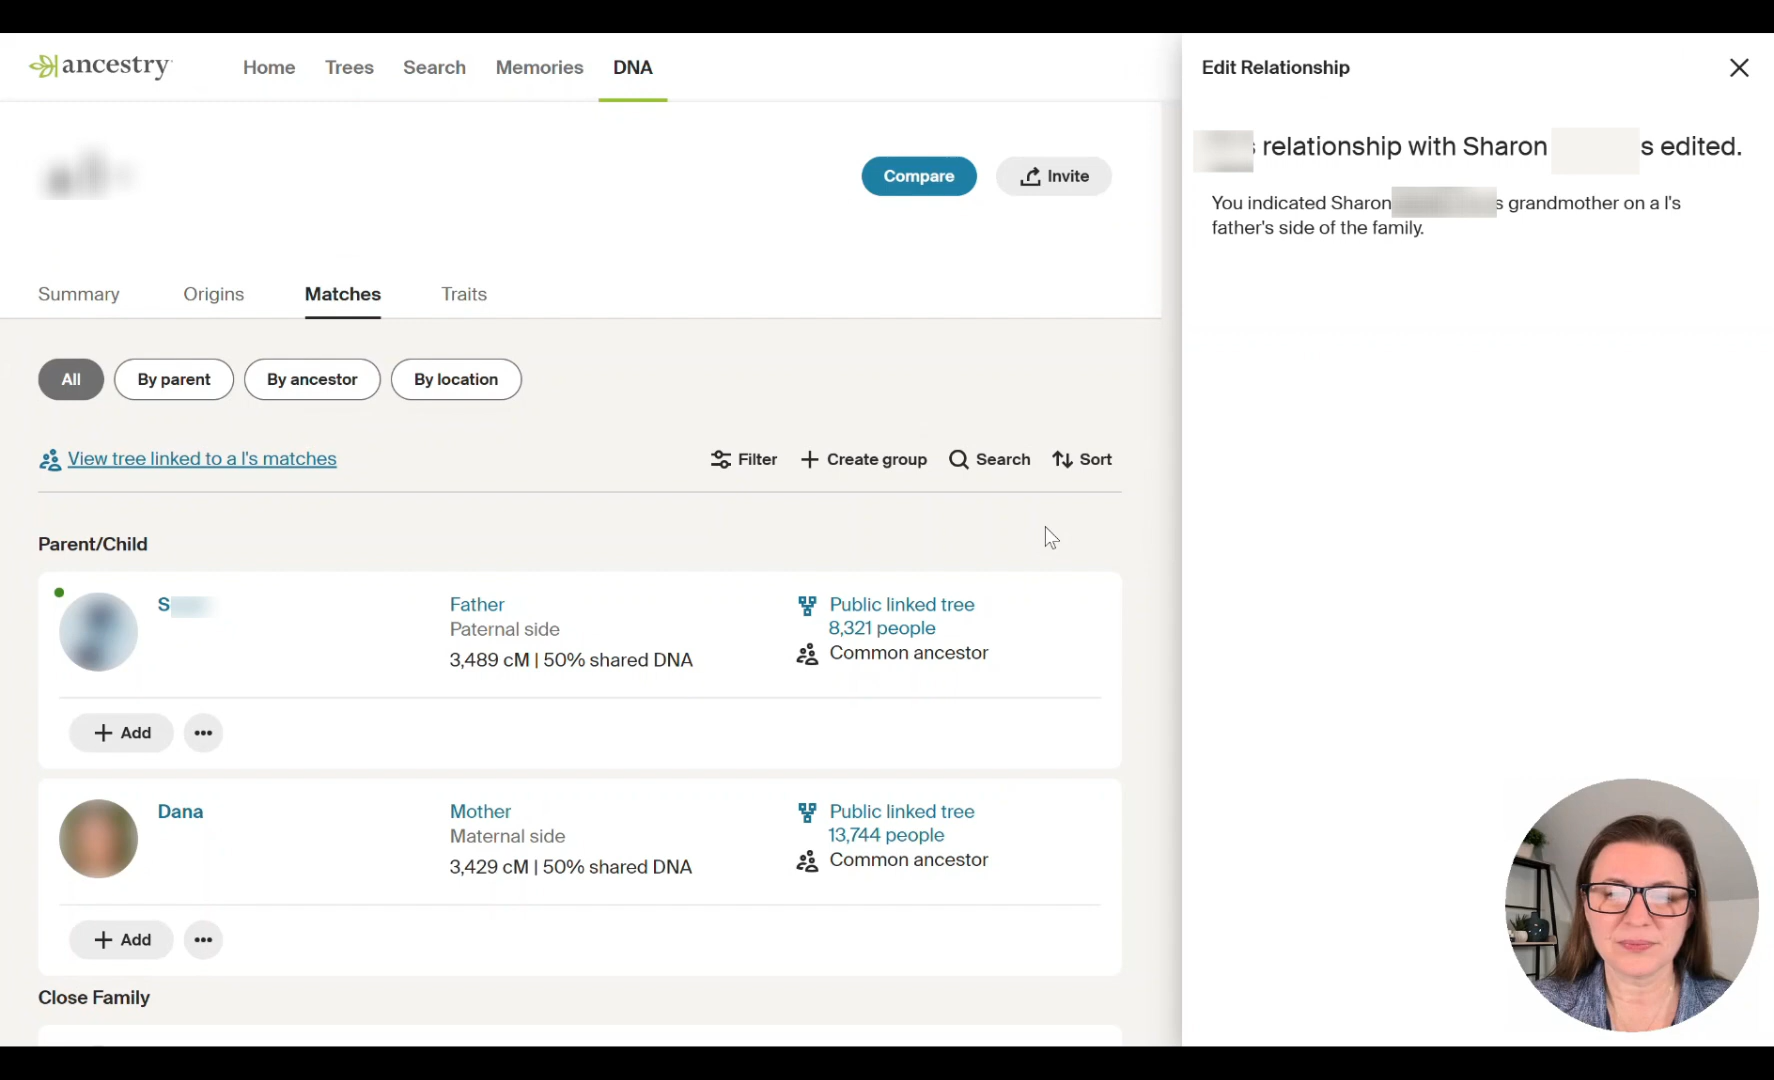 ancestry
Home Trees Search Memories DNA
Compare
Invite
Summary Origins Matches Traits
All By parent By ancestor By location
View tree linked to a l's matches
Filter Create group Search Sort
Parent/Child
S
Father
Paternal side
3,489 cM | 50% shared DNA
Public linked tree
8,321 people
Common ancestor
Add
Dana
Mother
Maternal side
3,429 cM | 50% shared DNA
Public linked tree
13,744 people
Common ancestor
Add
Close Family
Edit Relationship
relationship with Sharon s edited.
You indicated Sharon s grandmother on a l's
father's side of the family.